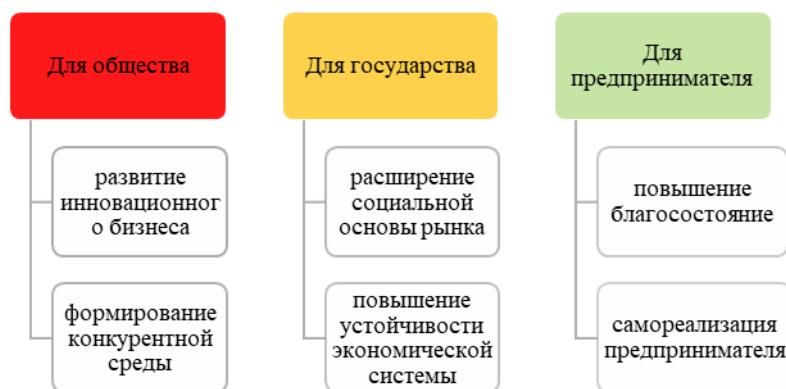 Для общества
развитие
инновационног
о бизнеса
формирование
конкурентной
среды
Для государства
расширение
социальной
основы рынка
повышение
устойчивости
экономической
системы
Для
предпринимателя
повышение
благосостояние
самореализация
предпринимателя